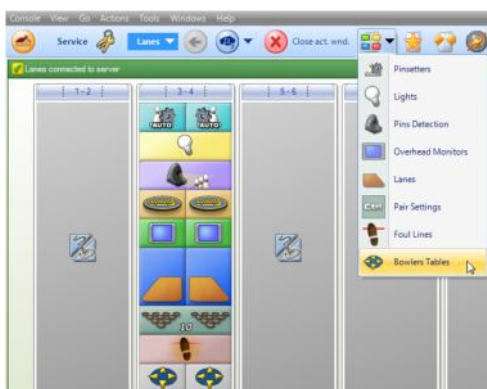 Console View Go Actions Tools Windows Help
Service Lanes Close act. wnd.
Lanes connected to server
1-2 3-4 5-6
AUTO AUTO
10
Pinsetters
Lights
Pins Detection
Overhead Monitors
Lanes
Ctrl Pair Settings
Foul Lines
Bowlers Tables